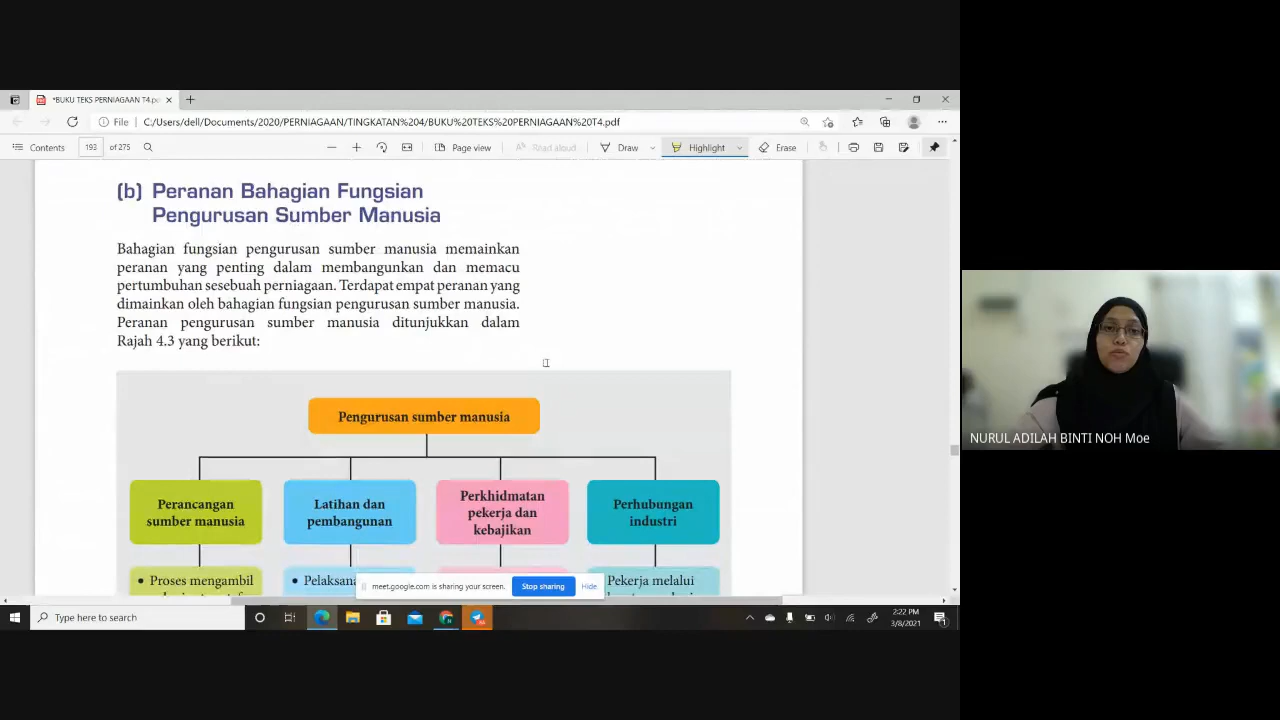 *BUKU TEKS PERNIAGAAN T4.pd
File
C:/Users/dell/Documents/2020/PERNIAGAAN/TINGKATAN%204/BUKU%20TEKS%20PERNIAGAAN%20T4.pdf
Contents 193 of 275 Page view Read aloud Draw Highlight Erase
(b) Peranan Bahagian Fungsian
Pengurusan Sumber Manusia
Bahagian fungsian pengurusan sumber manusia memainkan
peranan yang penting dalam membangunkan dan memacu
pertumbuhan sesebuah perniagaan. Terdapat empat peranan yang
dimainkan oleh bahagian fungsian pengurusan sumber manusia.
Peranan pengurusan sumber manusia ditunjukkan dalam
Rajah 4.3 yang berikut:
Pengurusan sumber manusia
Perancangan
sumber manusia
Latihan dan
pembangunan
Perkhidmatan
pekerja dan
kebajikan
Perhubungan
industri
• Proses mengambil
• Pelaksana
Pekerja melalui
meet.google.com is sharing your screen. Stop sharing Hide
Type here to search
2:22 PM
3/8/2021
NURUL ADILAH BINTI NOH Moe